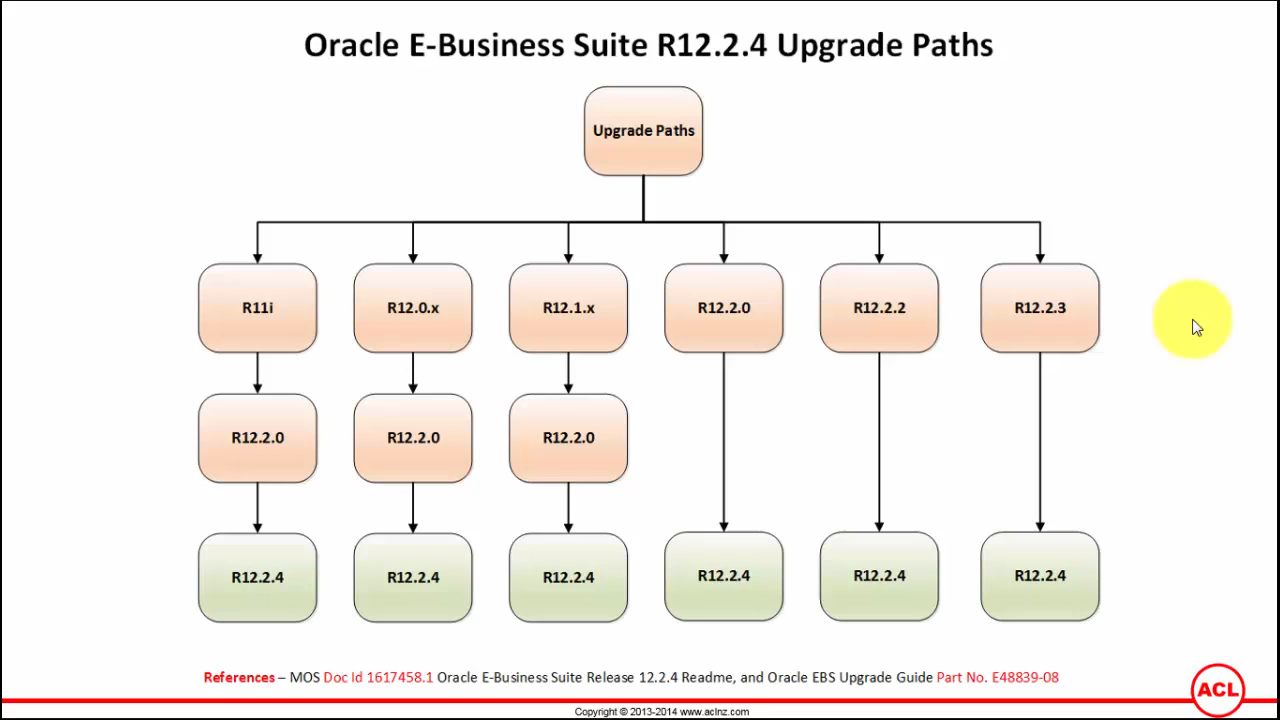 Oracle E-Business Suite R12.2.4 Upgrade Paths
Upgrade Paths
R11i
R12.0.x
R12.1.x
R12.2.0
R12.2.2
R12.2.3
R12.2.0
R12.2.0
R12.2.0
R12.2.4
R12.2.4
R12.2.4
R12.2.4
R12.2.4
R12.2.4
References – MOS Doc Id 1617458.1 Oracle E-Business Suite Release 12.2.4 Readme, and Oracle EBS Upgrade Guide Part No. E48839-08
ACL
Copyright © 2013-2014 www.aclnz.com